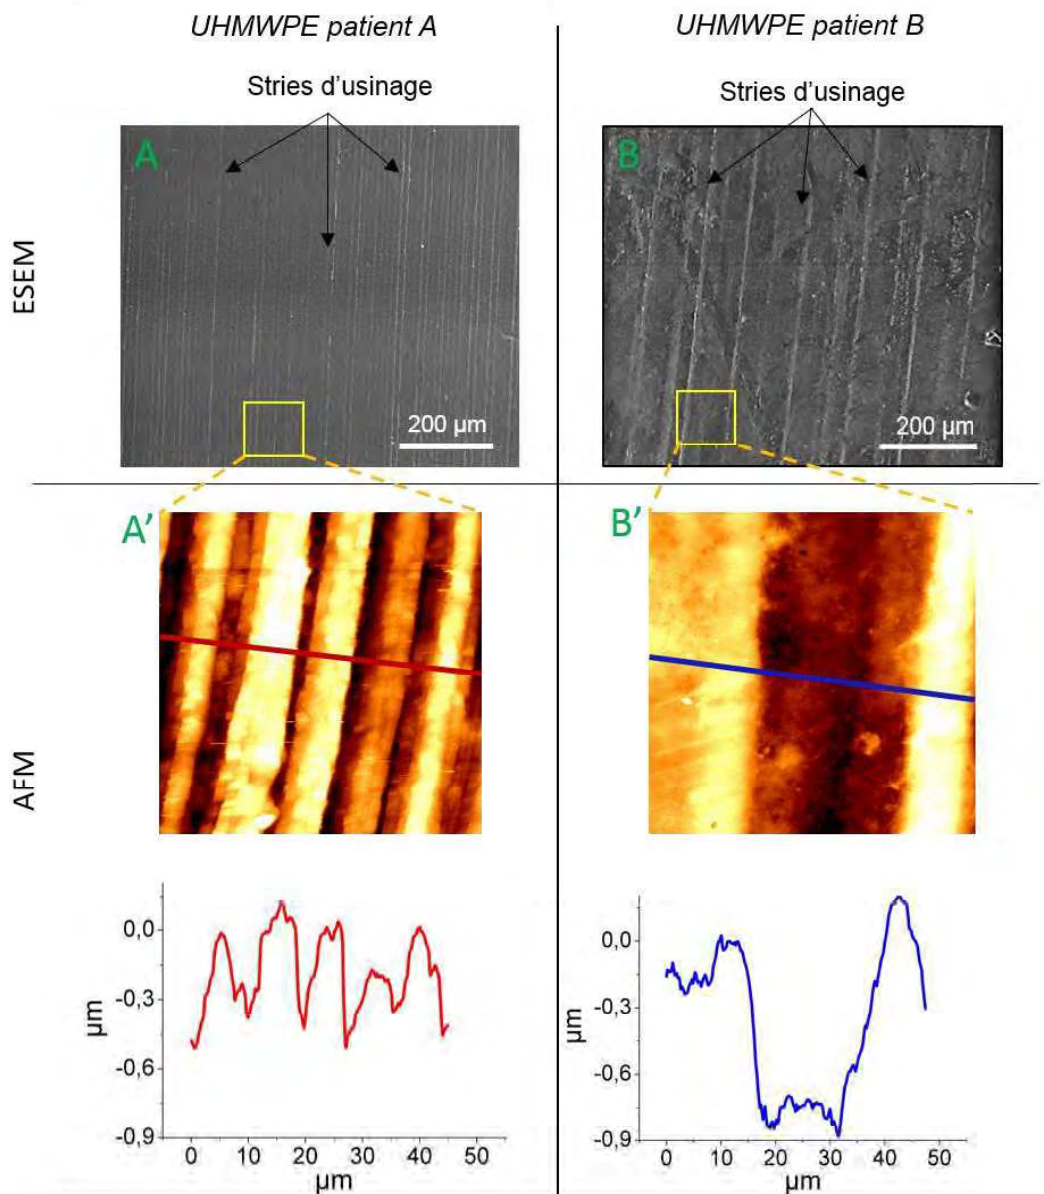 UHMWPE patient A
UHMWPE patient B
Stries d'usinage
Stries d'usinage
ESEM
A
200 µm
B
200 µm
AFM
A'
B'
0,0
-0,3
-0,6
-0,9
µm
0 10 20 30 40 50
µm
0,0
-0,3
-0,6
-0,9
µm
0 10 20 30 40 50
µm